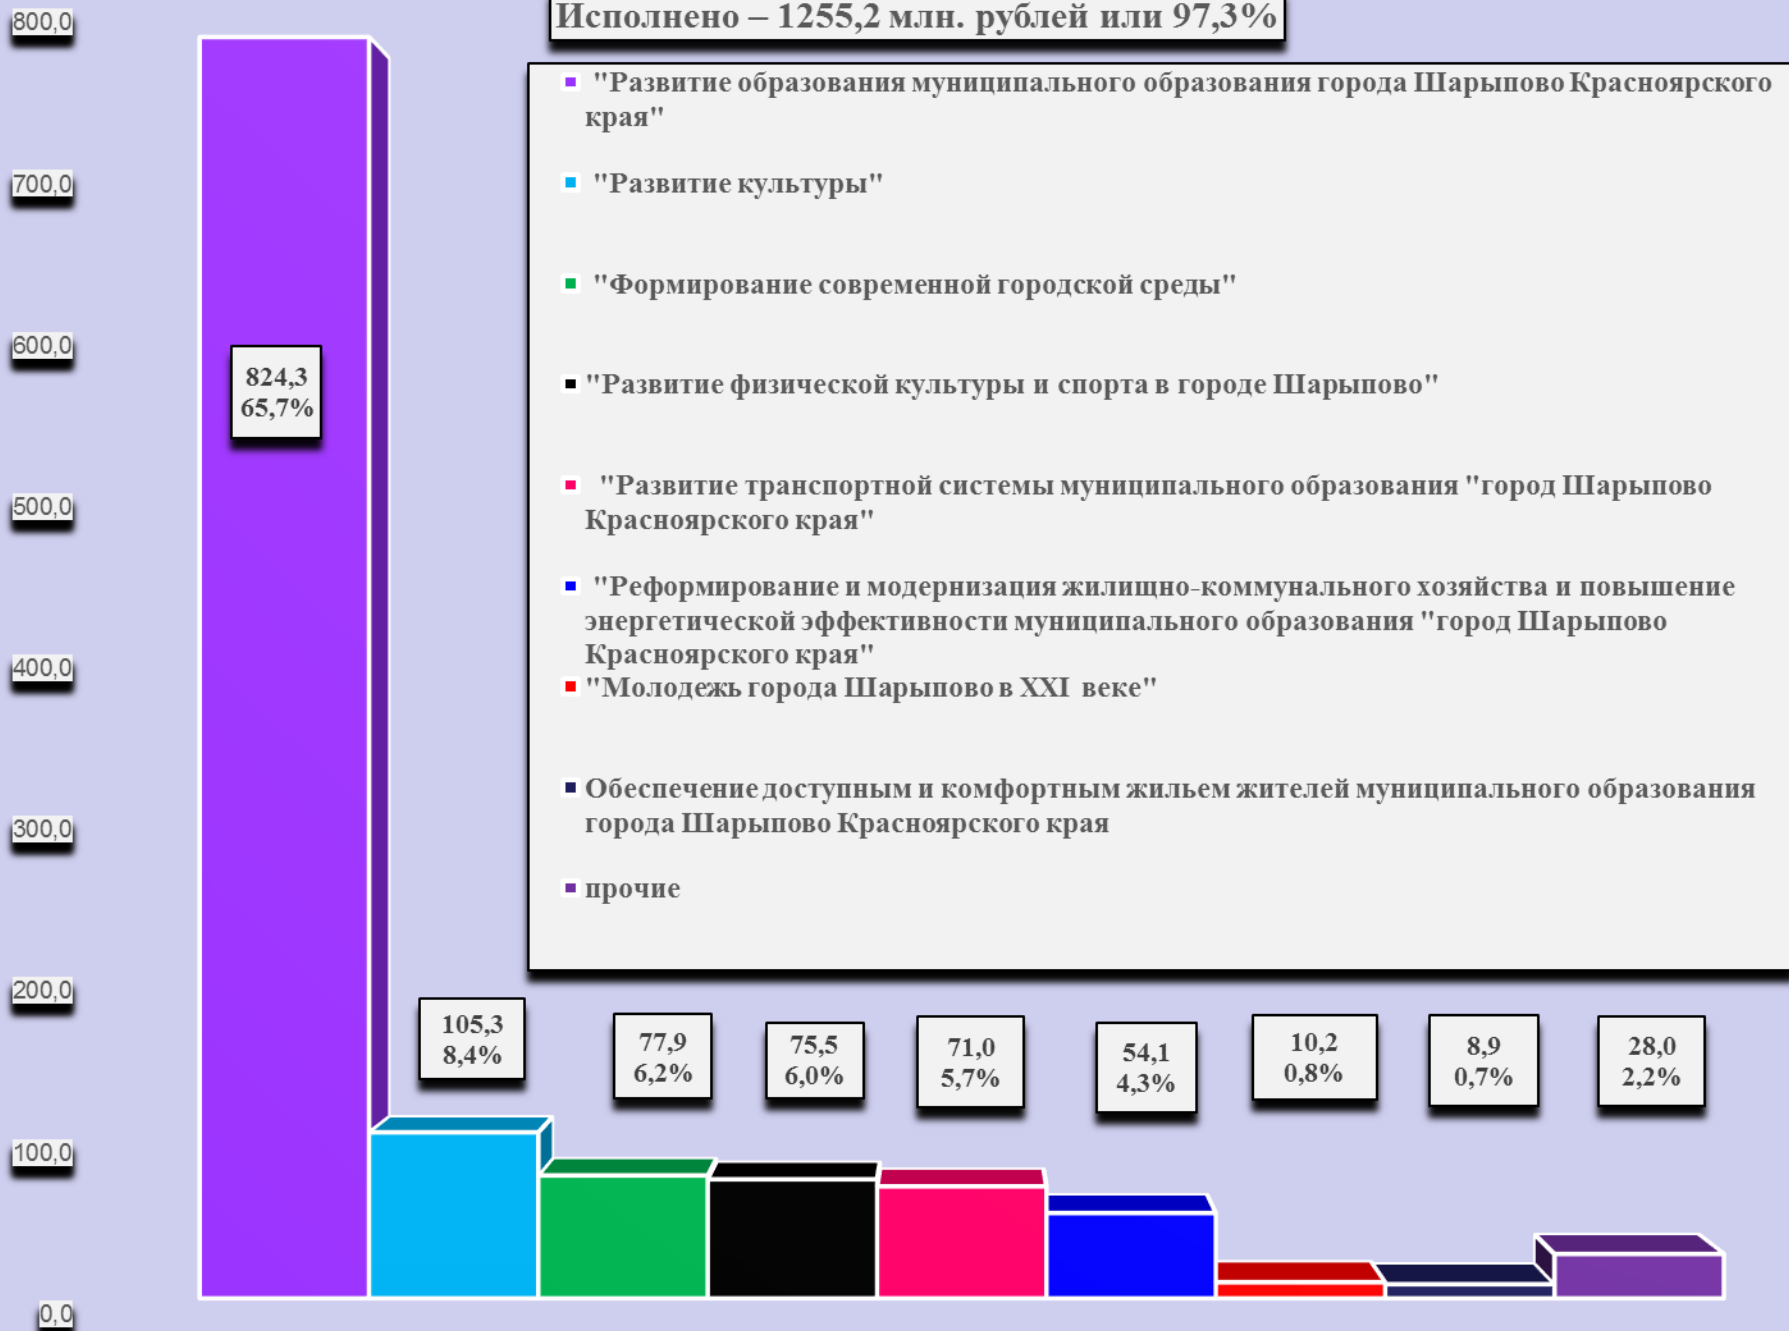 Исполнено – 1255,2 млн. рублей или 97,3%
800,0
700,0
600,0
500,0
400,0
300,0
200,0
100,0
0,0
"Развитие образования муниципального образования города Шарыпово Красноярского
края"
"Развитие культуры"
"Формирование современной городской среды"
"Развитие физической культуры и спорта в городе Шарыпово"
"Развитие транспортной системы муниципального образования "город Шарыпово
Красноярского края"
"Реформирование и модернизация жилищно-коммунального хозяйства и повышение
энергетической эффективности муниципального образования "город Шарыпово
Красноярского края"
"Молодежь города Шарыпово в XXI веке"
Обеспечение доступным и комфортным жильем жителей муниципального образования
города Шарыпово Красноярского края
прочие
824,3
65,7%
105,3
8,4%
77,9
6,2%
75,5
6,0%
71,0
5,7%
54,1
4,3%
10,2
0,8%
8,9
0,7%
28,0
2,2%